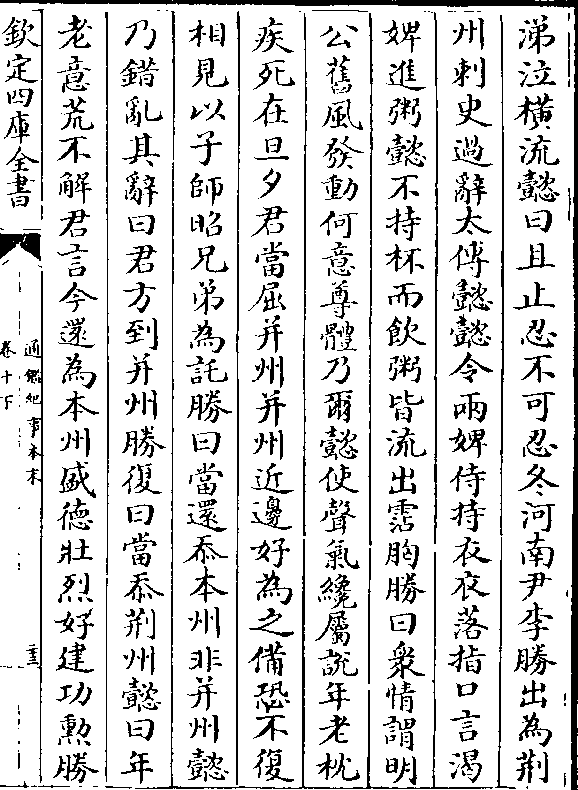 涕泣橫流懿曰且止忍不可忍冬河南尹李勝出為荆
州刺史過辭太傅懿懿令兩婢侍持衣衣落指口言渴
婢進粥懿不持杯而飲粥皆流出霑胸勝曰衆情謂明
公舊風發動何意尊體乃爾懿使聲氣纔屬說年老枕
疾死在旦夕君當屈并州并州近邊好為之備恐不復
相見以子師昭兄弟為託勝曰當還忝本州非并州懿
乃錯亂其辭曰君方到并州勝復曰當忝荆州懿曰年
老意荒不解君言今還為本州盛德壯烈好建功勲勝
欽定四庫全書
通鑑紀事本末
卷十下